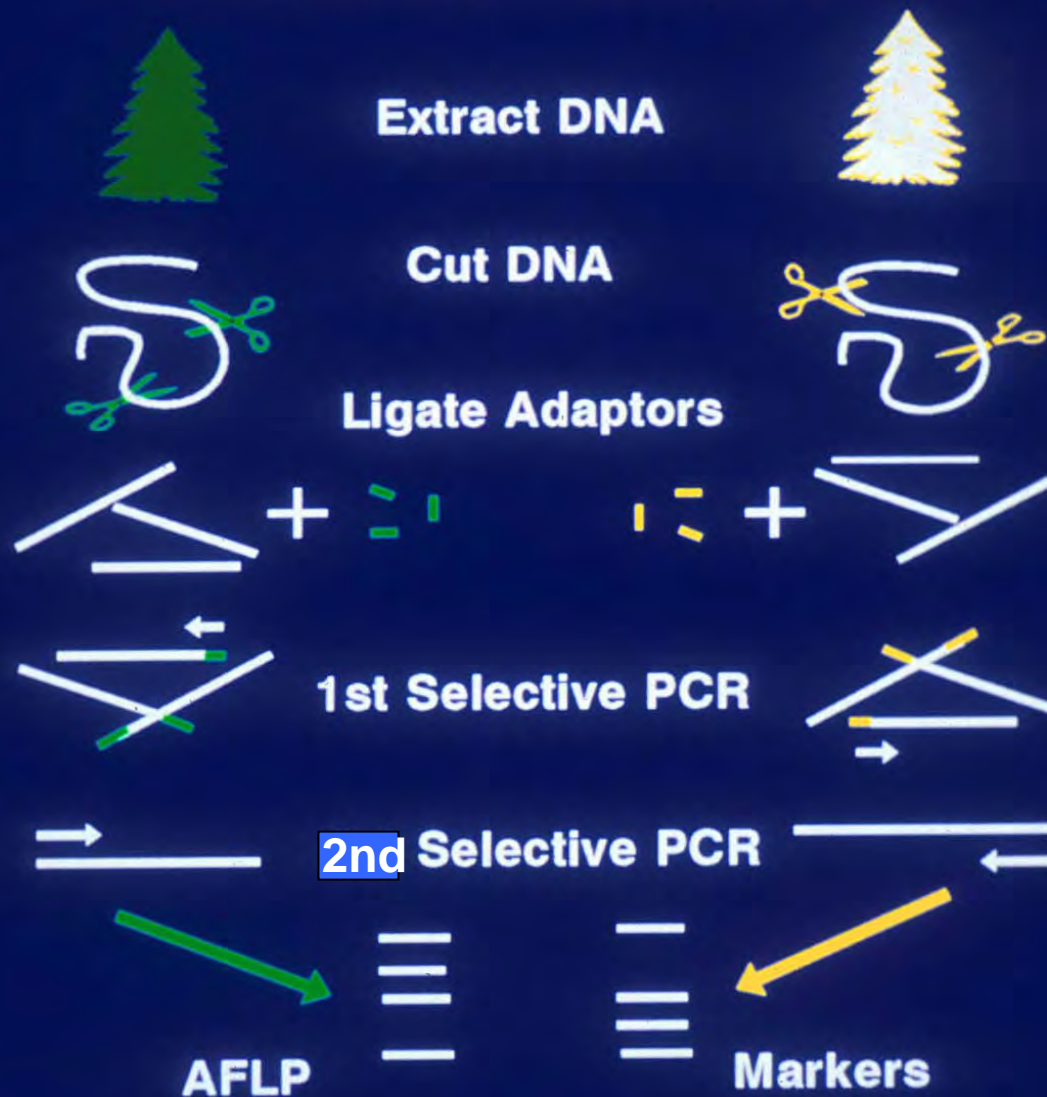 Extract DNA
Cut DNA
Ligate Adaptors
1st Selective PCR
2nd Selective PCR
AFLP
Markers